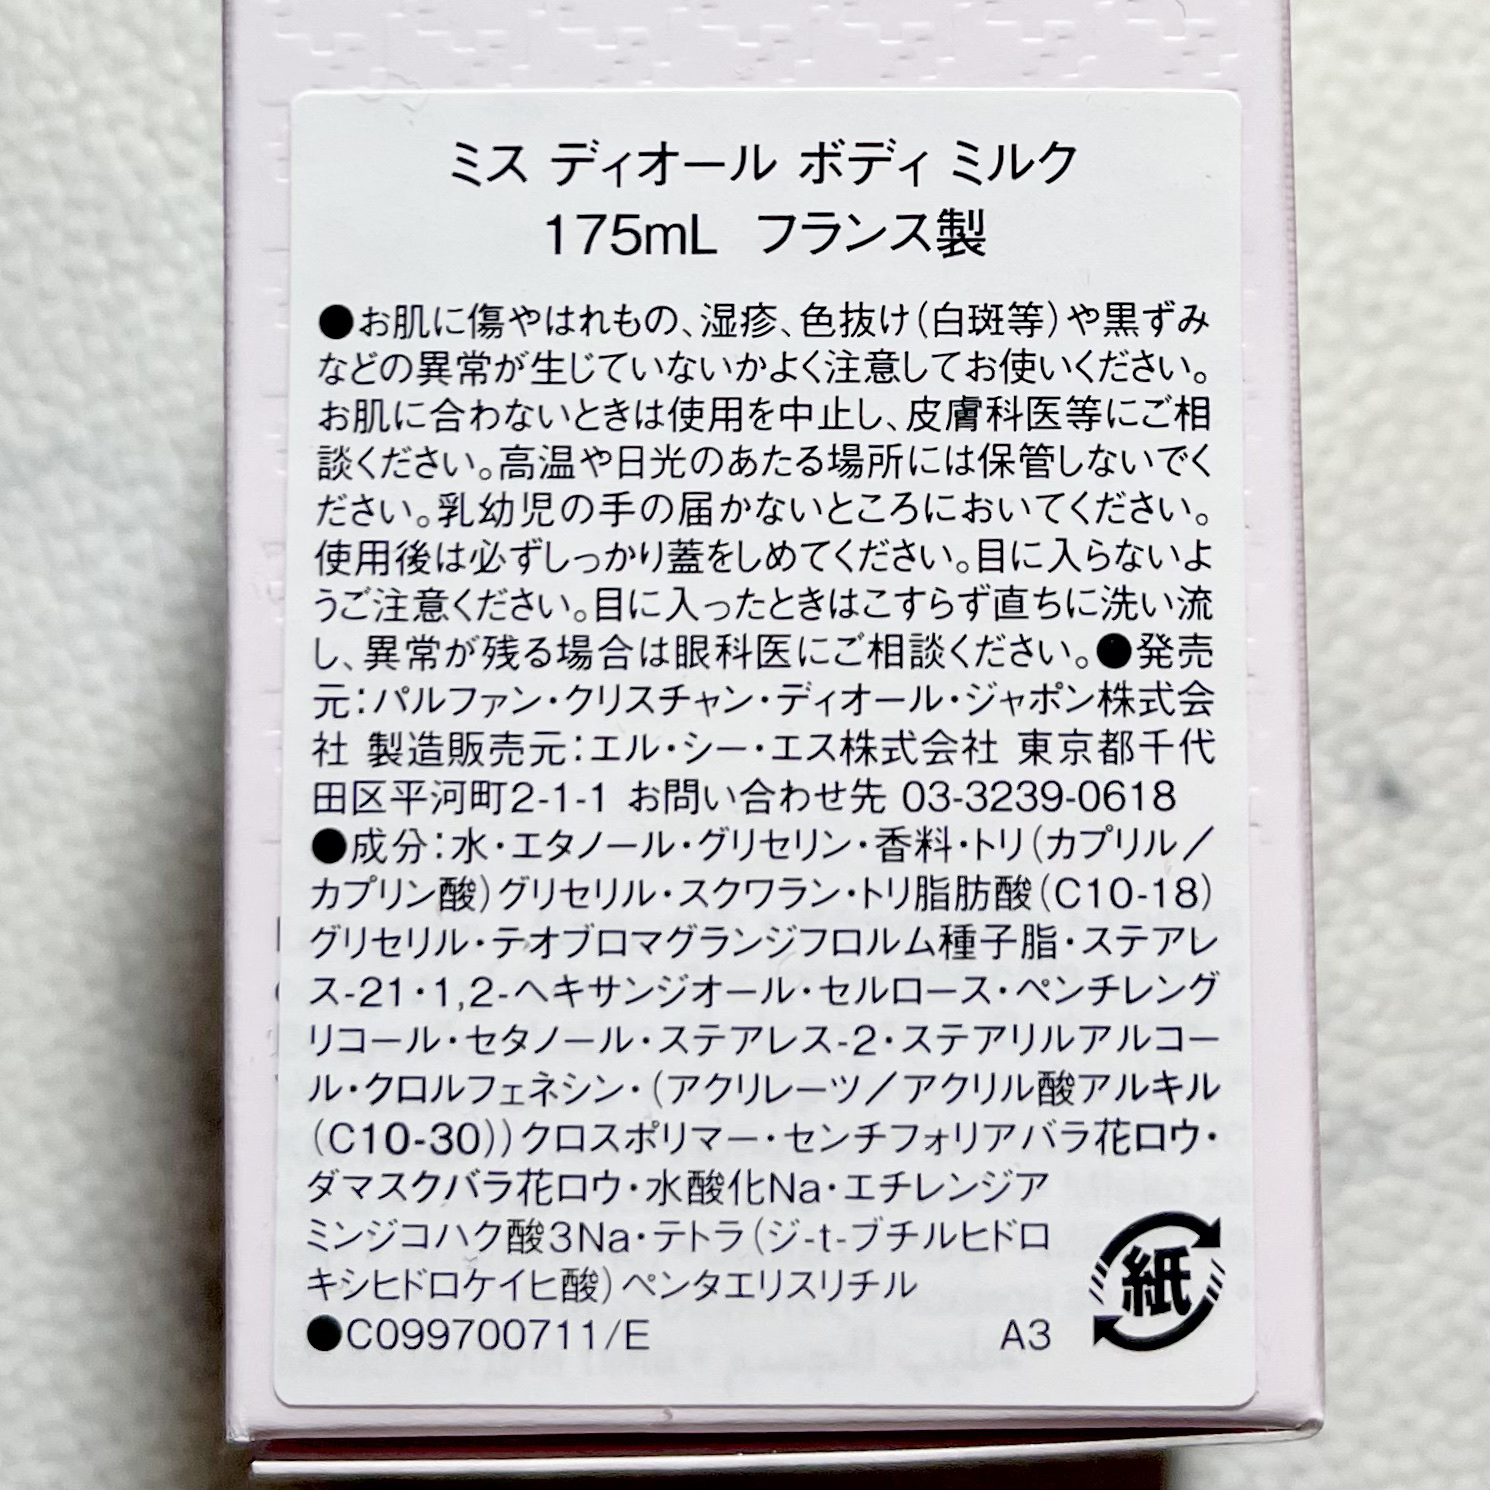 ミス ディオール ボディ ミルク
175mL フランス製
●お肌に傷やはれもの、湿疹、色抜け(白斑等)や黒ずみ
などの異常が生じていないかよく注意してお使いください。
お肌に合わないときは使用を中止し、皮膚科医等にご相
談ください。高温や日光のあたる場所には保管しないでく
ださい。乳幼児の手の届かないところにおいてください。
使用後は必ずしっかり蓋をしめてください。目に入らないよ
うご注意ください。目に入ったときはこすらず直ちに洗い流
し、異常が残る場合は眼科医にご相談ください。●発売
元:パルファン・クリスチャン・ディオール・ジャポン株式会
社 製造販売元:エル・シー・エス株式会社 東京都千代
田区平河町2-1-1 お問い合わせ先 03-3239-0618
●成分:水・エタノール・グリセリン・香料・トリ(カプリル/
カプリン酸)グリセリル・スクワラン・トリ脂肪酸(C10-18)
グリセリル・テオブロマグランジフロルム種子脂・ステアレ
ス-21・1,2-ヘキサンジオール・セルロース・ペンチレング
リコール・セタノール・ステアレス-2・ステアリルアルコー
ル・クロルフェネシン・(アクリレーツ/アクリル酸アルキル
(C10-30))クロスポリマー・センチフォリアバラ花ロウ・
ダマスクバラ花ロウ・水酸化Na・エチレンジア
ミンジコハク酸3Na・テトラ(ジ-t-ブチルヒドロ
キシヒドロケイヒ酸)ペンタエリスリチル
●C099700711/E A3
紙